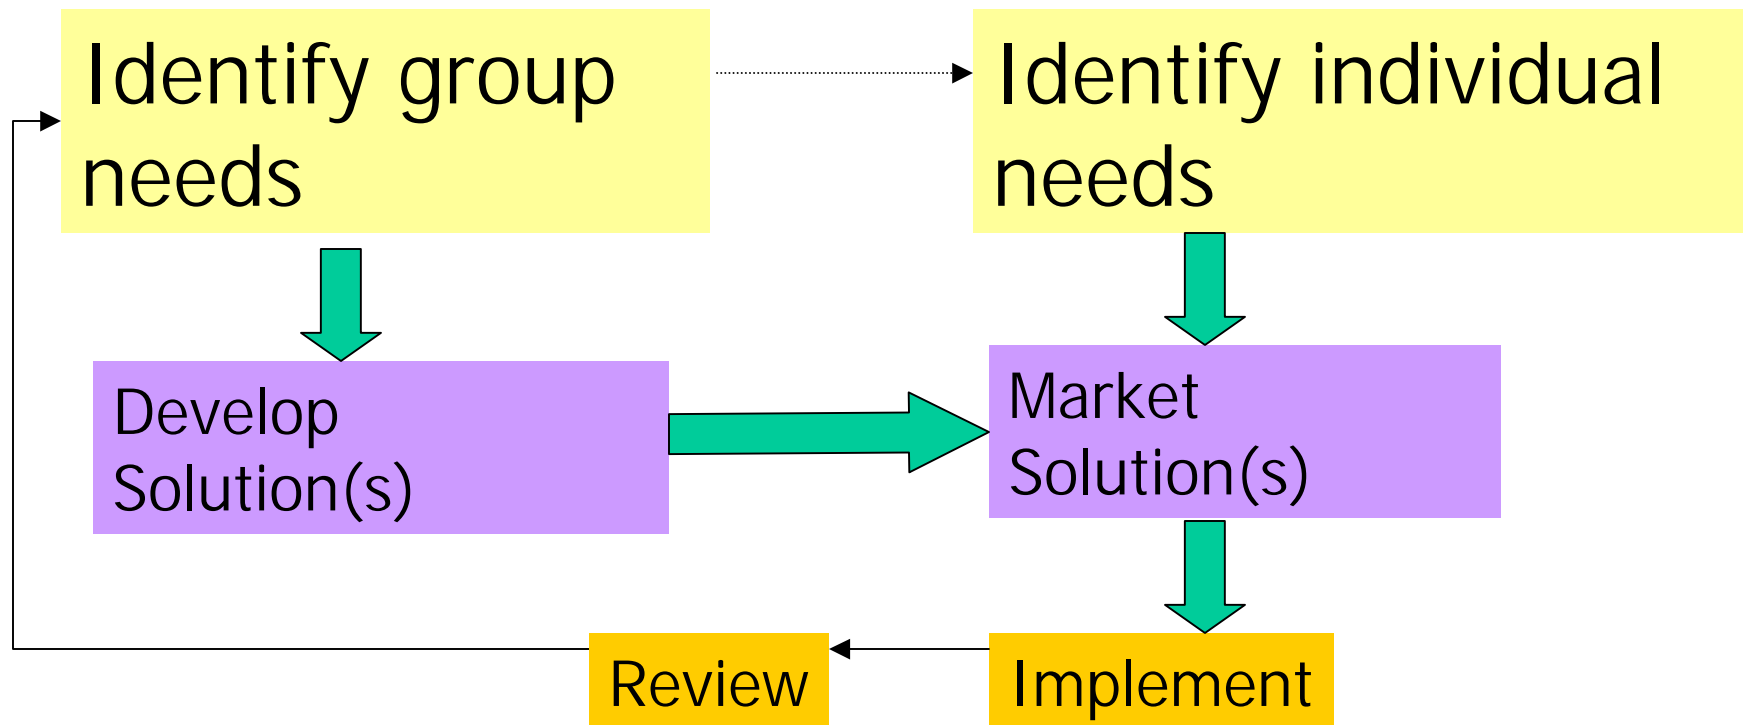 Identify group
needs
Identify individual
needs
Develop
Solution(s)
Market
Solution(s)
Review
Implement